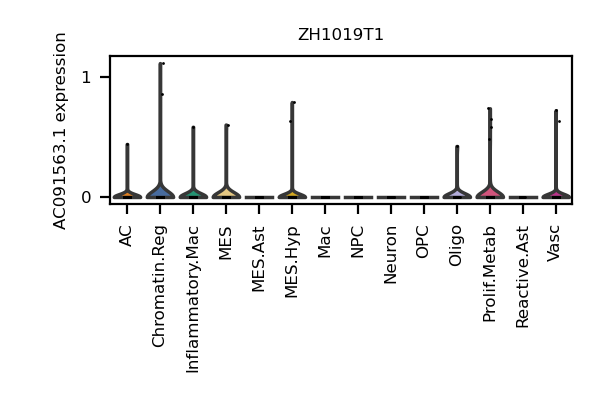 ZH1019T1
AC091563.1 expression
1
0
AC
Chromatin.Reg
Inflammatory.Mac
MES
MES.Ast
MES.Hyp
Mac
NPC
Neuron
OPC
Oligo
Prolif.Metab
Reactive.Ast
Vasc